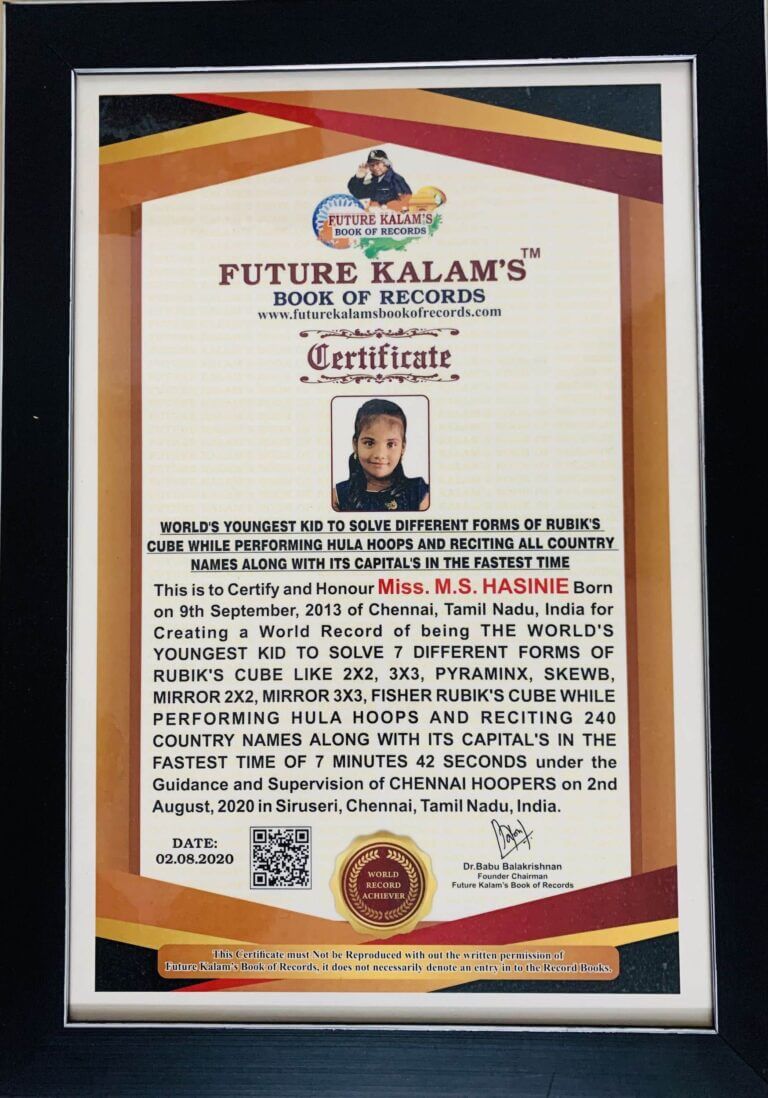 FUTURE KALAM'S
BOOK OF RECORDS
FUTURE KALAM'S™
BOOK OF RECORDS
www.futurekalamsbookofrecords.com
Certificate
WORLD'S YOUNGEST KID TO SOLVE DIFFERENT FORMS OF RUBIK'S
CUBE WHILE PERFORMING HULA HOOPS AND RECITING ALL COUNTRY
NAMES ALONG WITH ITS CAPITAL'S IN THE FASTEST TIME
This is to Certify and Honour Miss. M.S. HASINIE Born
on 9th September, 2013 of Chennai, Tamil Nadu, India for
Creating a World Record of being THE WORLD'S
YOUNGEST KID TO SOLVE 7 DIFFERENT FORMS OF
RUBIK'S CUBE LIKE 2X2, 3X3, PYRAMINX, SKEWB,
MIRROR 2X2, MIRROR 3X3, FISHER RUBIK'S CUBE WHILE
PERFORMING HULA HOOPS AND RECITING 240
COUNTRY NAMES ALONG WITH ITS CAPITAL'S IN THE
FASTEST TIME OF 7 MINUTES 42 SECONDS under the
Guidance and Supervision of CHENNAI HOOPERS on 2nd
August, 2020 in Siruseri, Chennai, Tamil Nadu, India.
DATE:
02.08.2020
WORLD
RECORD
ACHIEVER
Dr.Babu Balakrishnan
Founder Chairman
Future Kalam's Book of Records
This Certificate must Not be Reproduced with out the written permission of
Future Kalam's Book of Records, it does not necessarily denote an entry in to the Record Books.